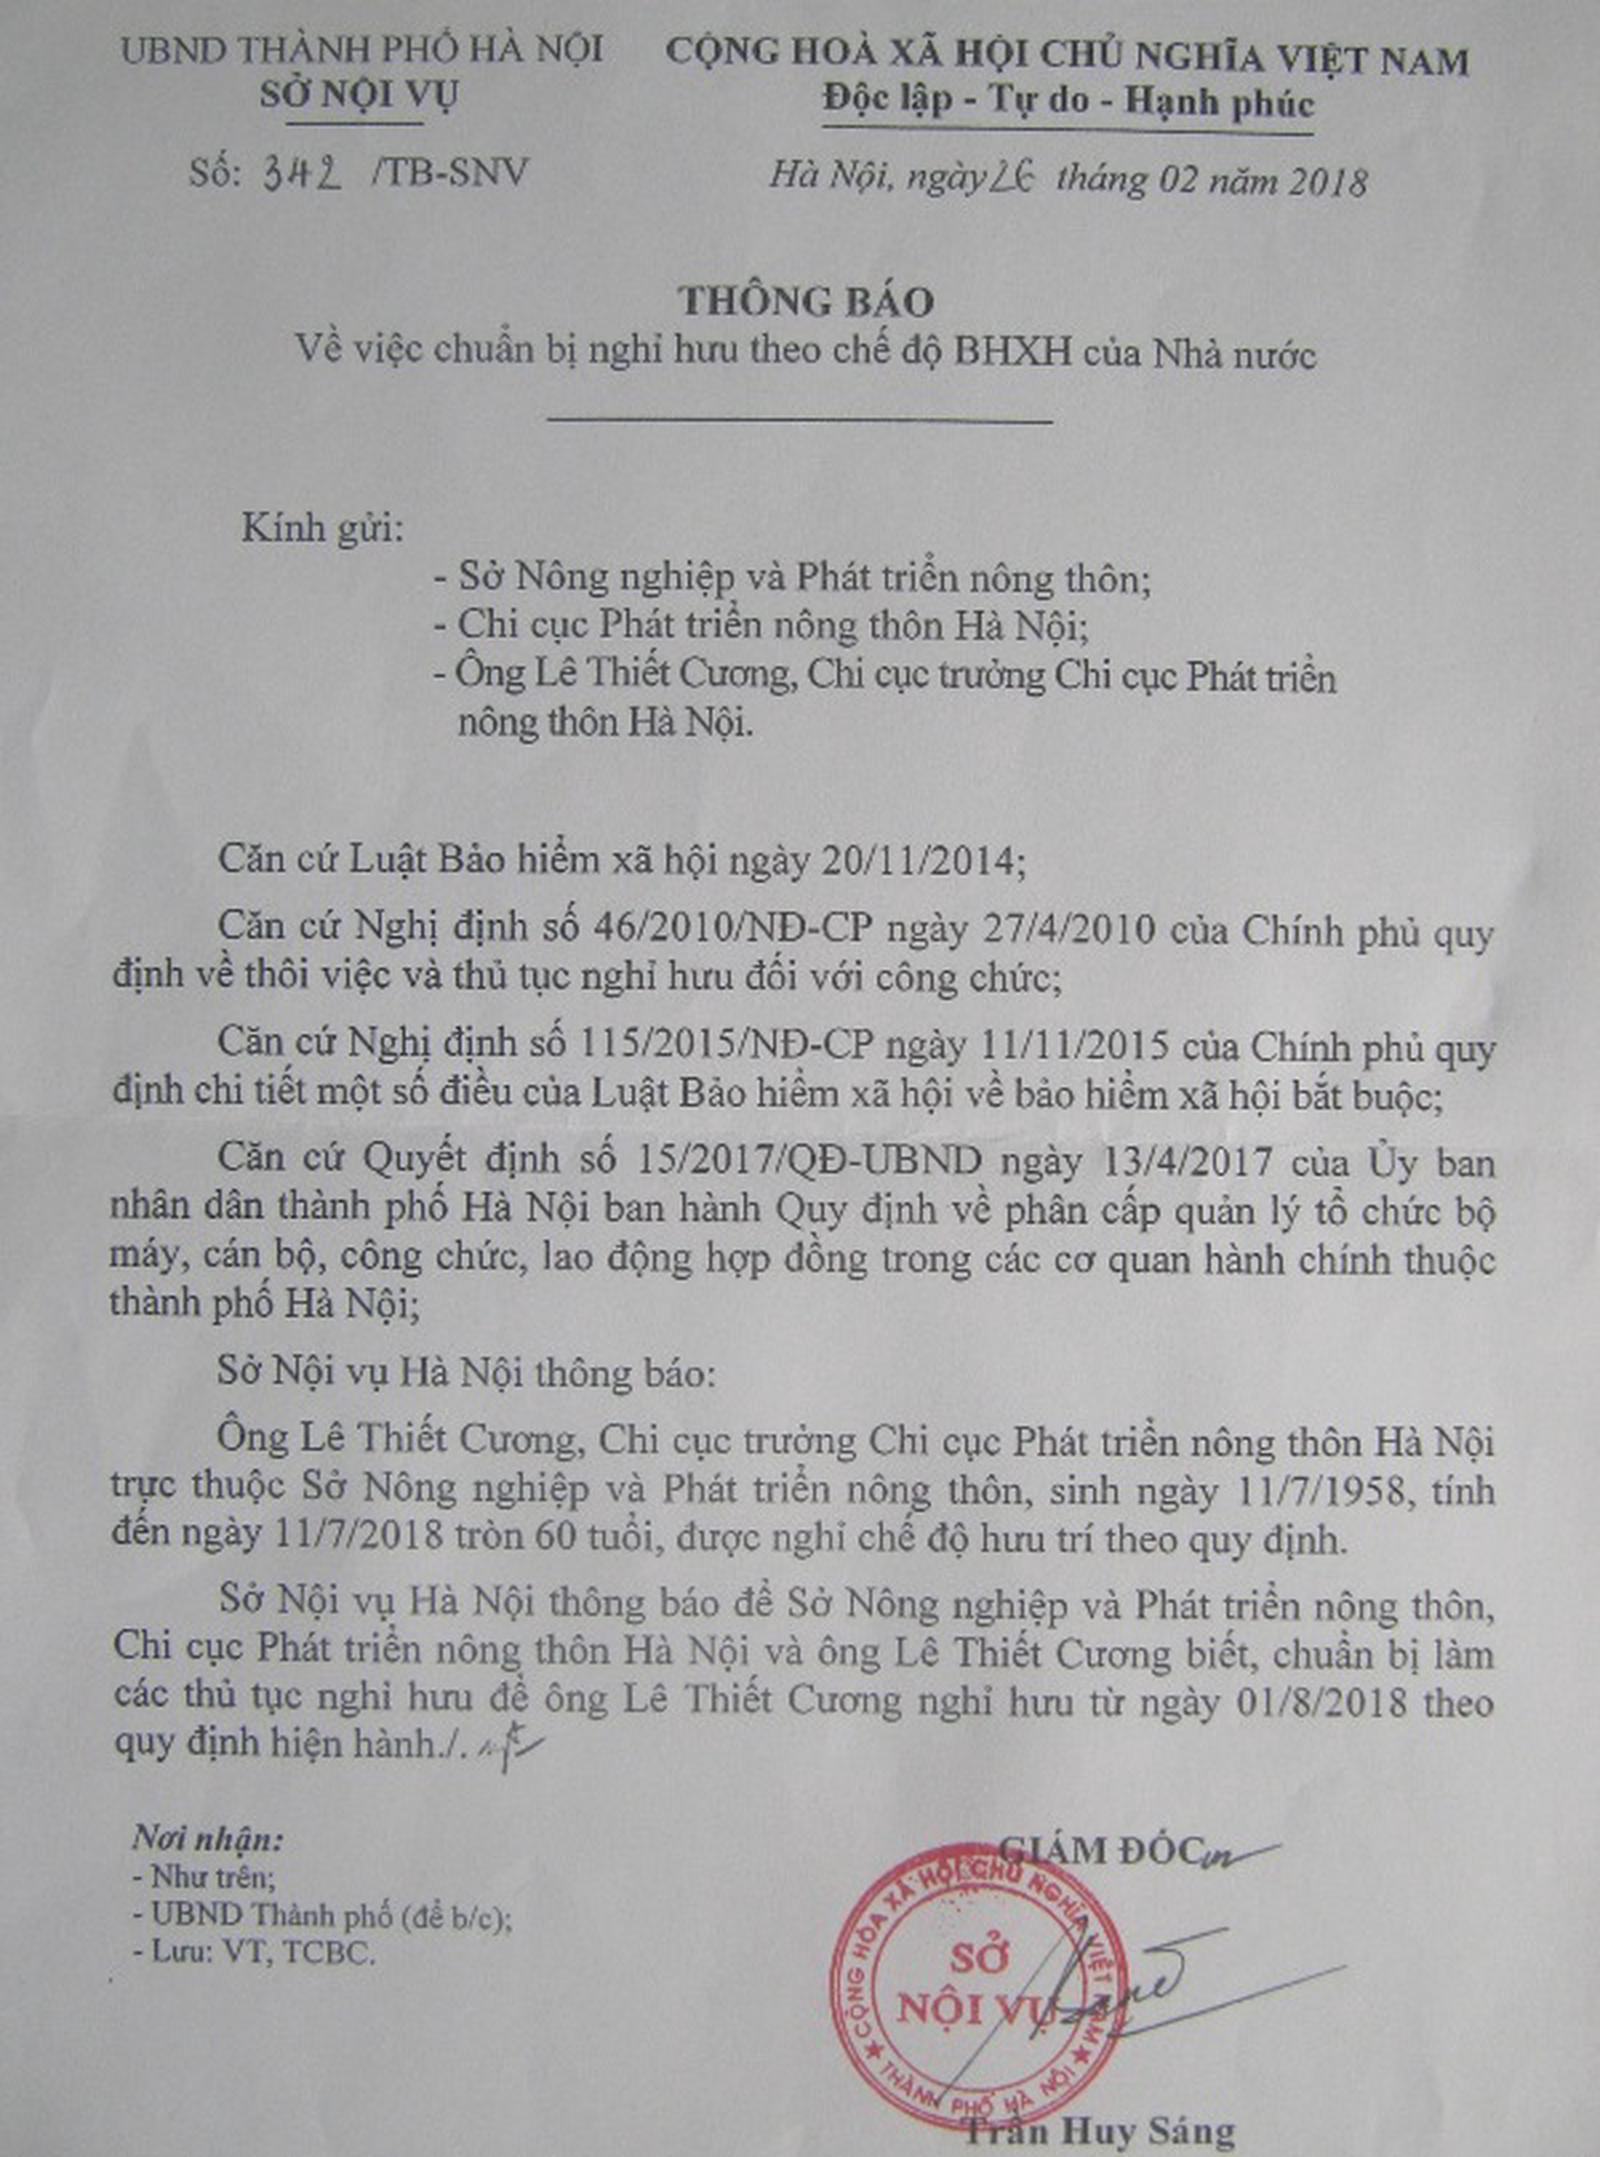 UBND THÀNH PHỐ HÀ NỘI
SỞ NỘI VỤ
Số: 342 /TB-SNV
CỘNG HOÀ XÃ HỘI CHỦ NGHĨA VIỆT NAM
Độc lập - Tự do - Hạnh phúc
Hà Nội, ngày 26 tháng 02 năm 2018
THÔNG BÁO
Về việc chuẩn bị nghỉ hưu theo chế độ BHXH của Nhà nước
Kính gửi:
- Sở Nông nghiệp và Phát triển nông thôn;
- Chi cục Phát triển nông thôn Hà Nội;
- Ông Lê Thiết Cương, Chi cục trưởng Chi cục Phát triển
nông thôn Hà Nội.
Căn cứ Luật Bảo hiểm xã hội ngày 20/11/2014;
Căn cứ Nghị định số 46/2010/NĐ-CP ngày 27/4/2010 của Chính phủ quy
định về thôi việc và thủ tục nghỉ hưu đối với công chức;
Căn cứ Nghị định số 115/2015/NĐ-CP ngày 11/11/2015 của Chính phủ quy
định chi tiết một số điều của Luật Bảo hiểm xã hội về bảo hiểm xã hội bắt buộc;
Căn cứ Quyết định số 15/2017/QĐ-UBND ngày 13/4/2017 của Ủy ban
nhân dân thành phố Hà Nội ban hành Quy định về phân cấp quản lý tổ chức bộ
máy, cán bộ, công chức, lao động hợp đồng trong các cơ quan hành chính thuộc
thành phố Hà Nội;
Sở Nội vụ Hà Nội thông báo:
Ông Lê Thiết Cương, Chi cục trưởng Chi cục Phát triển nông thôn Hà Nội
trực thuộc Sở Nông nghiệp và Phát triển nông thôn, sinh ngày 11/7/1958, tính
đến ngày 11/7/2018 tròn 60 tuổi, được nghỉ chế độ hưu trí theo quy định.
Sở Nội vụ Hà Nội thông báo để Sở Nông nghiệp và Phát triển nông thôn,
Chi cục Phát triển nông thôn Hà Nội và ông Lê Thiết Cương biết, chuẩn bị làm
các thủ tục nghỉ hưu để ông Lê Thiết Cương nghỉ hưu từ ngày 01/8/2018 theo
quy định hiện hành./.
Nơi nhận:
- Như trên;
- UBND Thành phố (để b/c);
- Lưu: VT, TCBC.
GIÁM ĐỐC
CỘNG HÒA XÃ HỘI CHỦ NGHĨA VIỆT NAM
SỞ
NỘI VỤ
THÀNH PHỐ HÀ NỘI
Trần Huy Sáng